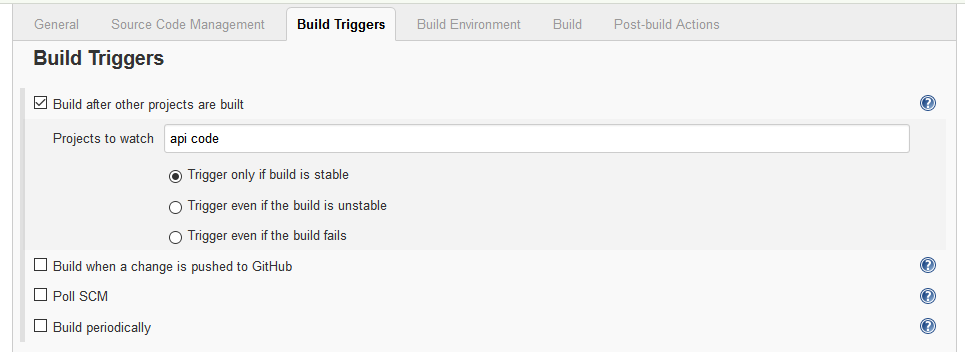 General Source Code Management Build Triggers Build Environment Build Post-build Actions
Build Triggers
Build after other projects are built ?
Projects to watch api code
Trigger only if build is stable
Trigger even if the build is unstable
Trigger even if the build fails
Build when a change is pushed to GitHub ?
Poll SCM ?
Build periodically ?